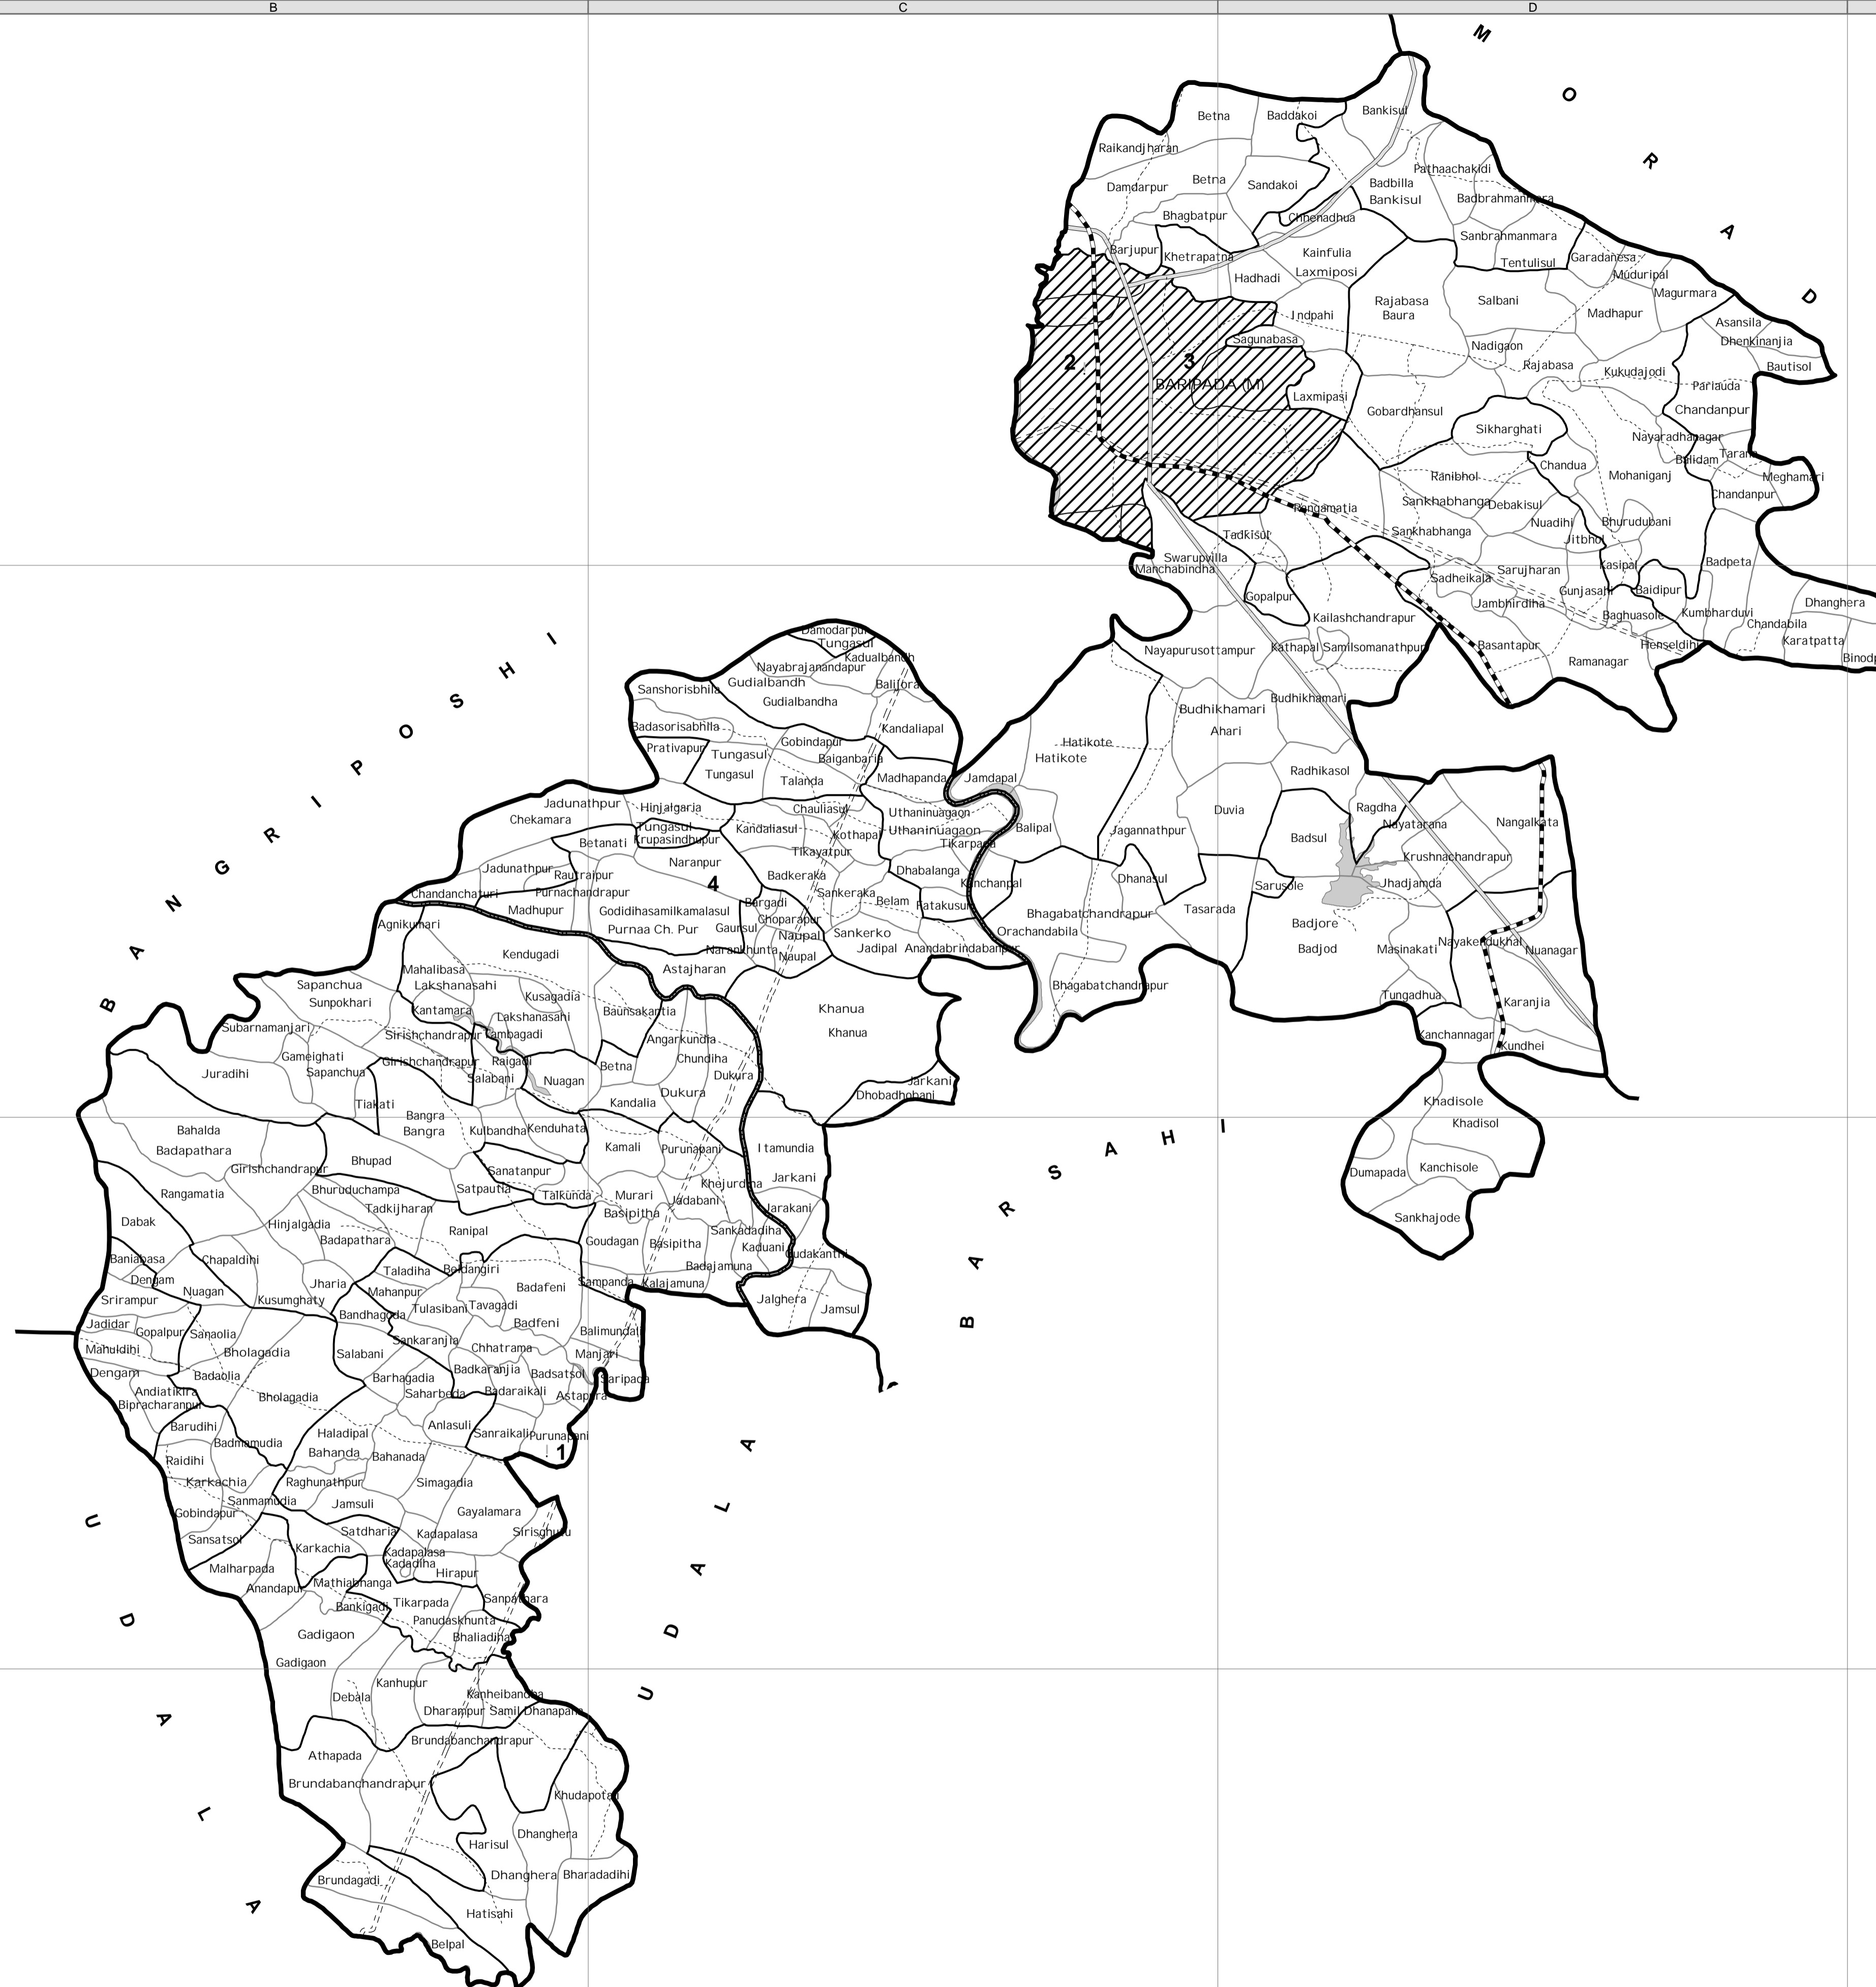 B
C
D
M O R A D
Betna
Baddakoi
Bankisul
Raikandjharan
Damdarpur
Betna
Sandakoi
Badbilla
Bankisul
Pathaachakidi
Badbrahmanmara
Bhagbatpur
Chhenadhua
Sanbrahmanmara
Barjupur
Khetrapatna
Kainfulia
Tentulisul
Garadanesa
Hadhadi
Laxmiposi
Muduripal
Magurmara
Rajabasa
Baura
Salbani
Madhapur
Indpahi
Asansila
Sagunabasa
Nadigaon
Dhenkinanjia
2
3
BARIPADA (M)
Rajabasa
Kukudajodi
Bautisol
Pariauda
Laxmipasi
Gobardhansul
Chandanpur
Sikharghati
Nayaradhanagar
Balidam
Tarana
Chandua
Mohaniganj
Meghamari
Ranibhol
Chandanpur
Sankhabhanga
Debakisul
Rangamatia
Nuadihi
Bhurudubani
Sankhabhanga
Jitbhol
Tadkisul
Swarupvilla
Manchabindha
Kasipal
Badpeta
Sarujharan
Sadheikala
Gunjasahi
Baidipur
Gopalpur
Jambhirdiha
Baghuasole
Kumbharduvi
Dhanghera
Kailashchandrapur
Chandabila
Karatpatta
Nayapurusottampur
Kathapal
Samilsomanathpur
Basantapur
Henseldihi
Ramanagar
B A N G R I P O S H I
Damodarpur
Tungasul
Kadualbandh
Nayabrajanandapur
Gudialbandh
Balifora
Sanshorisbhila
Gudialbandha
Budhikhamari
Budhikhamari
Badasorisabhila
Kandaliapal
Ahari
Gobindapur
Prativapur
Tungasul
Baiganbaria
Hatikote
Hatikote
Tungasul
Talanda
Madhapanda
Jamdapal
Radhikasol
Jadunathpur
Hinjalgaria
Chauliasul
Uthaninuagaon
Duvia
Ragdha
Chekamara
Tungasul
Kandaliasul
Kothapal
Uthaninuagaon
Balipal
Jagannathpur
Nayatarana
Nangalkata
Betanati
Krupasindhupur
Tikarpada
Badsul
Tikayatpur
Krushnachandrapur
Jadunathpur
Rautraipur
Naranpur
Badkeraka
Dhabalanga
Kanchanpal
Dhanasul
Sarusole
Jhadjamda
Chandanchaturi
Purnachandrapur
4
Sankeraka
Belam
Patakusum
Madhupur
Godidihasamilkamalasul
Bargadi
Bhagabatchandrapur
Tasarada
Badjore
Agnikumari
Purnaa Ch. Pur
Gaursul
Choparapur
Naupal
Sankerko
Orachandabila
Kendugadi
Narankhunta
Naupal
Jadipal
Anandabrindabanpur
Badjod
Masinakati
Nayakendukhal
Nuanagar
Mahalibasa
Astajharan
Lakshanasahi
Sapanchua
Bhagabatchandrapur
Sunpokhari
Kantamara
Kusagadia
Tungadhua
Karanjia
Lakshanasahi
Baunsakantia
Khanua
Khanua
Subarnamanjari
Sirishchandrapur
Tambagadi
Angarkundia
Kanchannagar
Kundhei
Gameighati
Girishchandrapur
Raigadi
Chundiha
Sapanchua
Betna
Dukura
Juradihi
Salabani
Nuagan
Jarkani
Dukura
Dhobadhobani
Tiakati
Kandalia
Khadisole
Bangra
Bangra
Khadisol
Bahalda
Kulbandha
Kenduhata
Badapathara
Kamali
Purunapani
Itamundia
Bhupad
Girishchandrapur
Sanatanpur
Jarkani
Dumapada
Kanchisole
Rangamatia
Bhuruduchampa
Satpautia
Talkunda
Murari
Khejurdiha
Jadabani
Tadkijharan
Basipitha
Jarakani
Sankhajode
Dabak
Hinjalgadia
Ranipal
Sankadadiha
Badapathara
Goudagan
Basipitha
Kaduani
Gudakanthi
Baniabasa
Chapaldihi
Taladiha
Beldangiri
Badajamuna
Dengam
Nuagan
Jharia
Mahanpur
Badafeni
Sampanda
Kalajamuna
Srirampur
Kusumghaty
Tulasibani
Tavagadi
Jalghera
Jamsul
Bandhagoda
Jadidar
Gopalpur
Sanaolia
Badfeni
Balimundali
Sankaranjia
Mahuldihi
Bholagadia
Salabani
Chhatrama
Manjari
Dengam
Badaolia
Barhagadia
Badkaranjia
Badsatsol
Saripada
Andiatikira
Bholagadia
Saharbeda
Badaraikali
Astapura
Bipracharanpur
Barudihi
Anlasuli
Sanraikali
Purunapani
Haladipal
Badmamudia
Bahanda
Bahanada
1
Raidihi
Karkachia
Raghunathpur
Simagadia
Sanmamudia
Jamsuli
Gobindapur
Gayalamara
Satdharia
Kadapalasa
Sirisghutu
Sansatsol
Karkachia
Kadapalasa
Kadadiha
Malharpada
Hirapur
Anandapur
Mathiabhanga
Sanpathara
Bankigadi
Tikarpada
Panudaskhunta
Gadigaon
Bhaliadiha
Gadigaon
Kanhupur
Debala
Kanheibandha
Dharampur
Samil Dhanapana
Brundabanchandrapur
Athapada
Brundabanchandrapur
Khudapotal
Dhanghera
Harisul
Brundagadi
Dhanghera
Bharadadihi
Hatisahi
Belpal
B A R S A H I
U D A L A
U D A L A